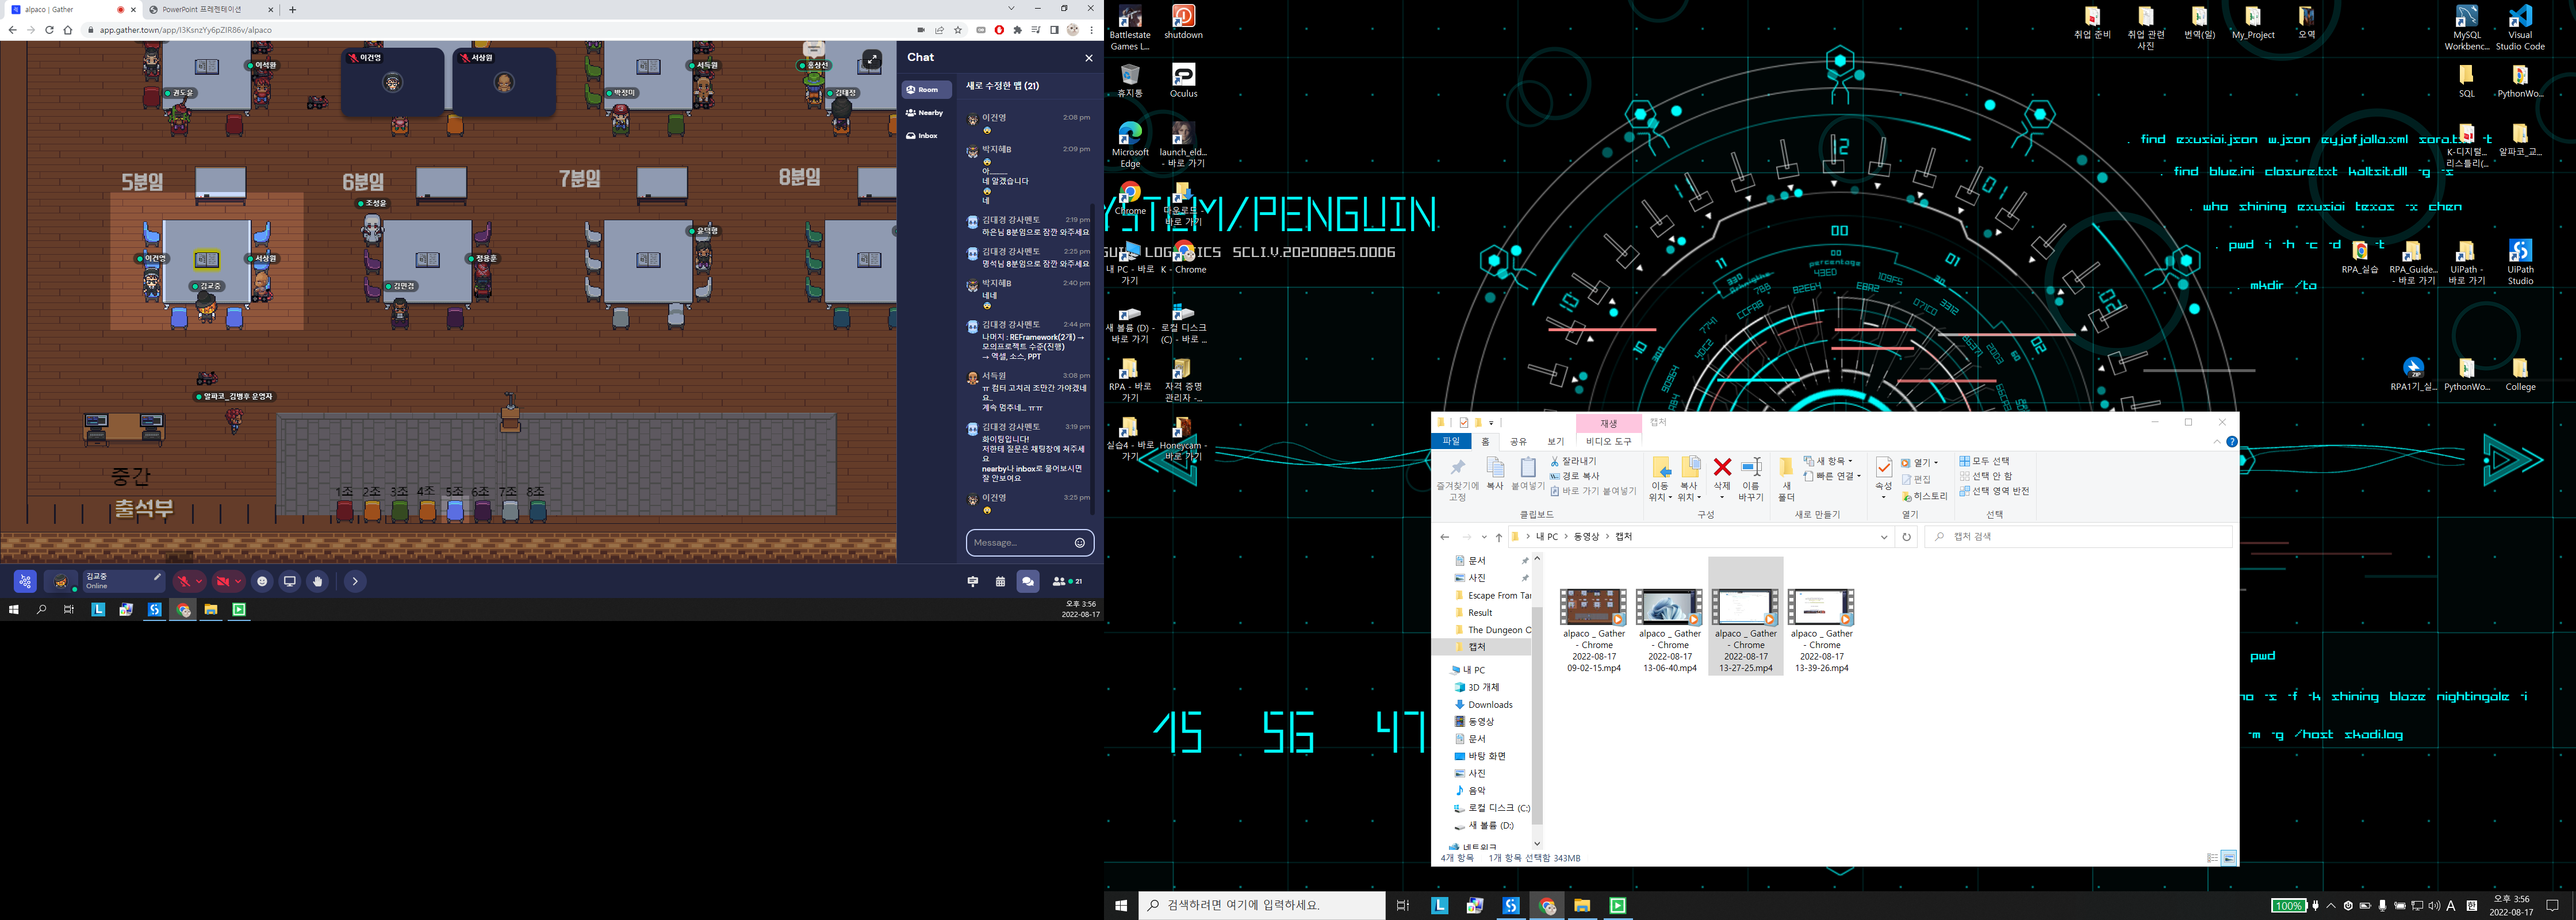 alpaco | Gather
PowerPoint 프레젠테이션
app.gather.town/app/I3KsnzYy6pZIR86v/alpaco
이석원
권도윤
이건영
서상원
서득원
박정미
김태정
5분임
6분임
7분임
8분임
조성윤
이건영
서상원
김교중
정용훈
김민겸
윤덕형
알파코_김병후 운영자
중간
출석부
1조 2조 3조 4조 5조 6조 7조 8조
Chat
Room
Nearby
Inbox
새로 수정한 맵 (21)
이건영 2:08 pm
박지혜B 2:09 pm
네 알겠습니다
네
김대경 강사멘토 2:19 pm
하은님 8분임으로 잠깐 와주세요
김대경 강사멘토 2:25 pm
명석님 8분임으로 잠깐 와주세요
박지혜B 2:40 pm
네네
김대경 강사멘토 2:44 pm
나머지 : REFramework(2개) →
모의프로젝트 수준(진행)
→ 엑셀, 소스, PPT
서득원 3:08 pm
ㅠ 컴터 고치러 조만간 가야겠네
요..
계속 멈추네... ㅠㅠ
김대경 강사멘토 3:19 pm
화이팅입니다!
저한테 질문은 채팅창에 쳐주세
요
nearby나 inbox로 물어보시면
잘 안보여요
이건영 3:25 pm
Message...
김교중
Online
21
오후 3:56
2022-08-17
Battlestate
Games L...
shutdown
휴지통
Oculus
Microsoft
Edge
launch_eld...
- 바로 가기
Chrome
다운로드 -
바로 가기
내 PC - 바로
가기
K - Chrome
새 볼륨 (D) -
바로 가기
로컬 디스크
(C) - 바로 ...
RPA - 바로
가기
자격 증명
관리자 -...
실습4 - 바로
가기
Honeycam -
바로 가기
YSTEM/PENGUIN
LOGISTICS SCLI.V.20200825.0006
15 56 47
취업 준비
취업 관련
사진
번역(일)
My_Project
오역
MySQL
Workbenc...
Visual
Studio Code
SQL
PythonWo...
K-디지털...
리스틀리(...
알파코_교...
RPA_실습
RPA_Guide...
- 바로 가기
UiPath -
바로 가기
UiPath
Studio
RPA1기_실...
PythonWo...
College
. find exusiai.json w.json eyjafjalla.xml sora.
. find blue.ini closure.txt kaltsit.dll -g -s
. who shining exusiai texas -x chen
. pwd -i -h -c -d
. mkdir /to
pwd
-s -f -k shining blaze nightingale -i
-m -g /host skadi.log
재생
캡처
파일
홈
공유
보기
비디오 도구
즐겨찾기에
고정
복사
붙여넣기
잘라내기
경로 복사
바로 가기 붙여넣기
클립보드
이동
위치
복사
위치
삭제
이름
바꾸기
구성
새
폴더
새 항목
빠른 연결
새로 만들기
속성
열기
편집
히스토리
열기
모두 선택
선택 안 함
선택 영역 반전
선택
내 PC > 동영상 > 캡처
캡처 검색
문서
사진
Escape From Tar
Result
The Dungeon O
캡처
내 PC
3D 개체
Downloads
동영상
문서
바탕 화면
사진
음악
로컬 디스크 (C:)
새 볼륨 (D:)
네트워크
alpaco _ Gather
- Chrome
2022-08-17
09-02-15.mp4
alpaco _ Gather
- Chrome
2022-08-17
13-06-40.mp4
alpaco _ Gather
- Chrome
2022-08-17
13-27-25.mp4
alpaco _ Gather
- Chrome
2022-08-17
13-39-26.mp4
4개 항목
1개 항목 선택함 343MB
검색하려면 여기에 입력하세요.
100%
A
한
오후 3:56
2022-08-17